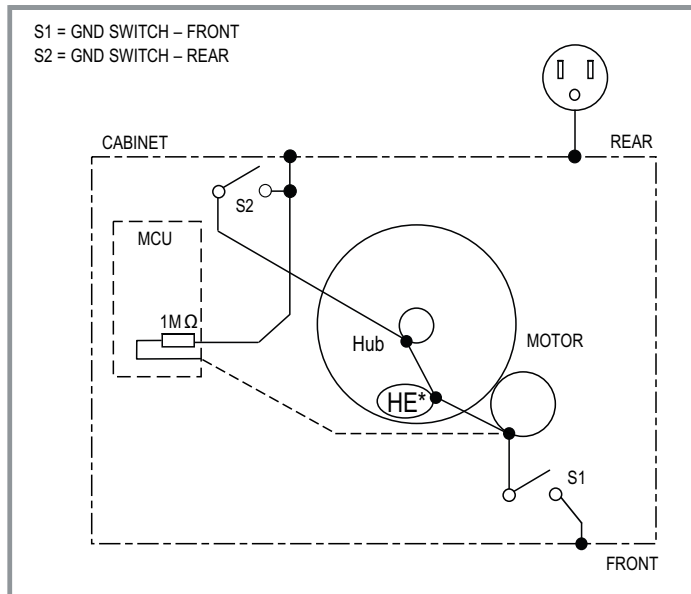 S1 = GND SWITCH – FRONT
S2 = GND SWITCH – REAR
CABINET
REAR
S2
MCU
1M Ω
Hub
MOTOR
HE*
S1
FRONT